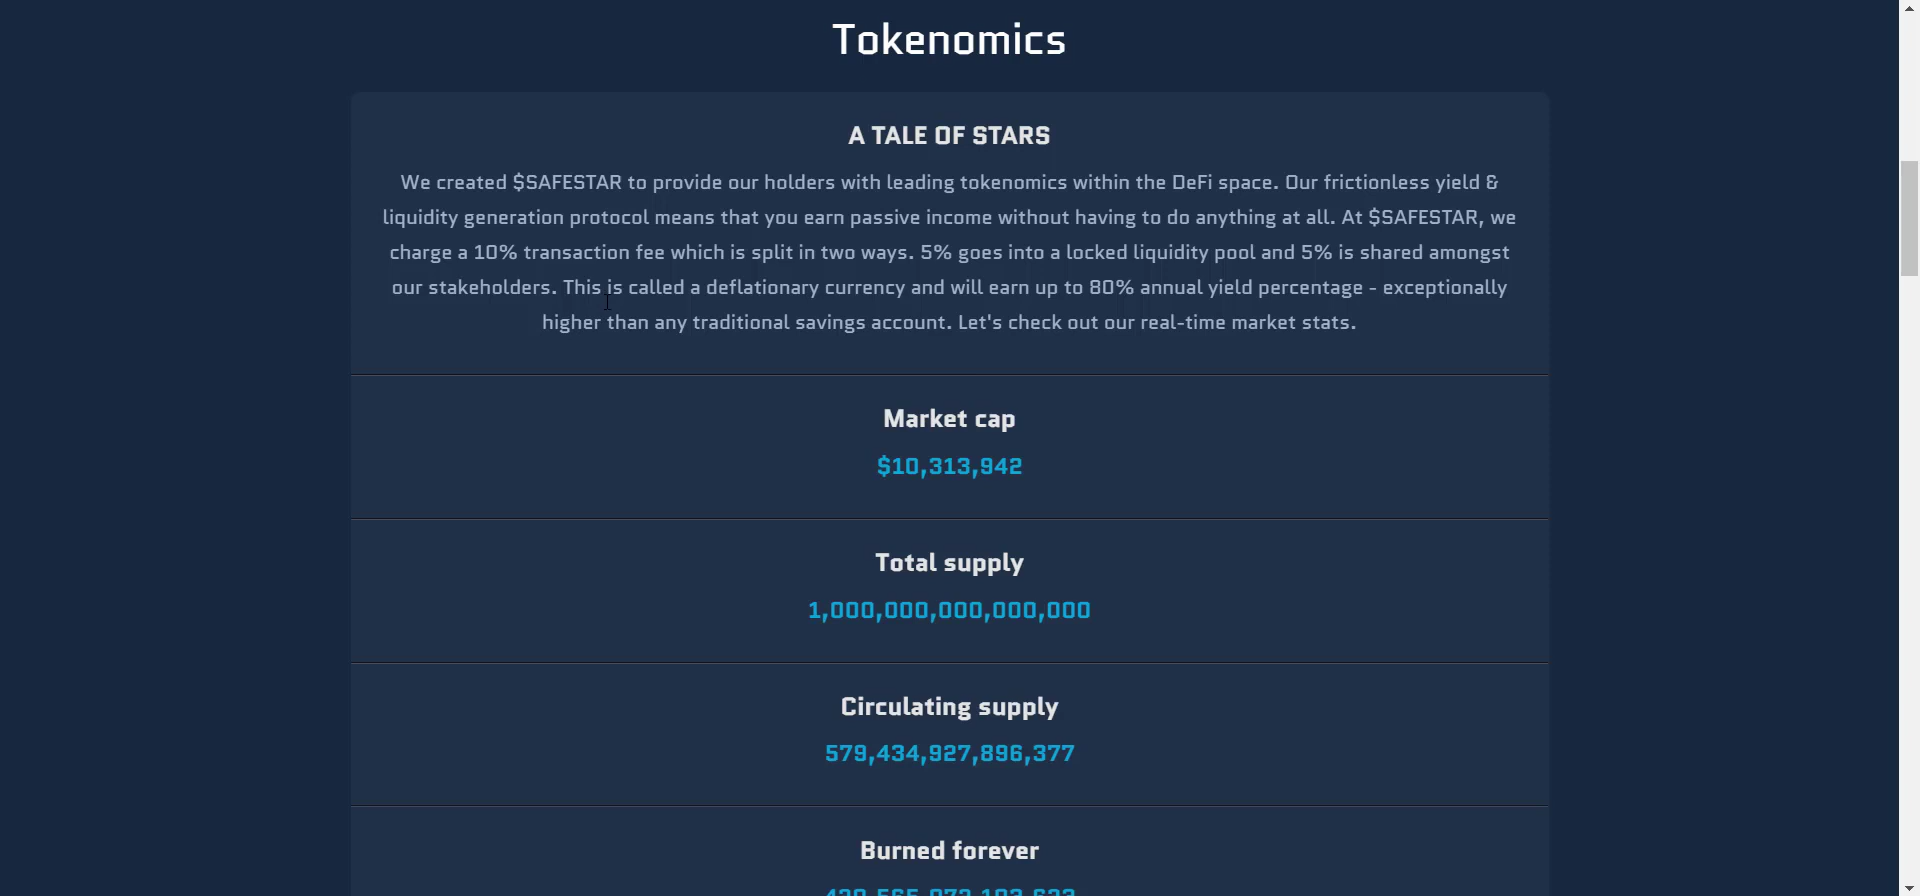 Tokenomics
A TALE OF STARS
We created $SAFESTAR to provide our holders with leading tokenomics within the DeFi space. Our frictionless yield &
liquidity generation protocol means that you earn passive income without having to do anything at all. At $SAFESTAR, we
charge a 10% transaction fee which is split in two ways. 5% goes into a locked liquidity pool and 5% is shared amongst
our stakeholders. This is called a deflationary currency and will earn up to 80% annual yield percentage - exceptionally
higher than any traditional savings account. Let's check out our real-time market stats.
Market cap
$10,313,942
Total supply
1,000,000,000,000,000
Circulating supply
579,434,927,896,377
Burned forever